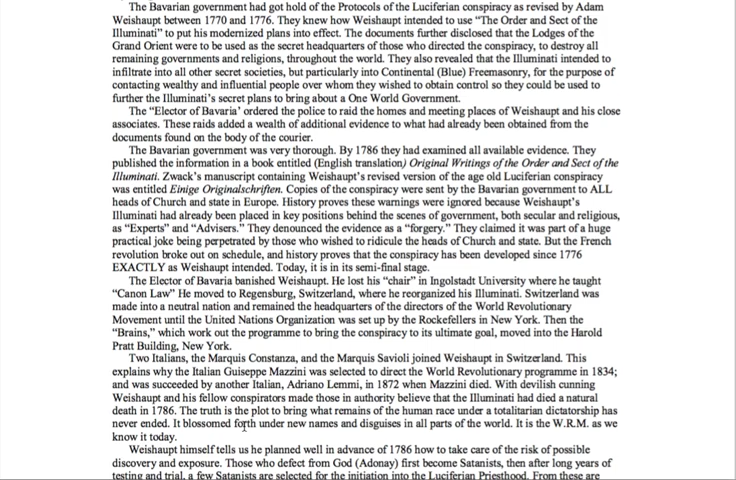 The Bavarian government had got hold of the Protocols of the Luciferian conspiracy as revised by Adam
Weishaupt between 1770 and 1776. They knew how Weishaupt intended to use “The Order and Sect of the
Illuminati” to put his modernized plans into effect. The documents further disclosed that the Lodges of the
Grand Orient were to be used as the secret headquarters of those who directed the conspiracy, to destroy all
remaining governments and religions, throughout the world. They also revealed that the Illuminati intended to
infiltrate into all other secret societies, but particularly into Continental (Blue) Freemasonry, for the purpose of
contacting wealthy and influential people over whom they wished to obtain control so they could be used to
further the Illuminati’s secret plans to bring about a One World Government.
The “Elector of Bavaria’ ordered the police to raid the homes and meeting places of Weishaupt and his close
associates. These raids added a wealth of additional evidence to what had already been obtained from the
documents found on the body of the courier.
The Bavarian government was very thorough. By 1786 they had examined all available evidence. They
published the information in a book entitled (English translation) Original Writings of the Order and Sect of the
Illuminati. Zwack’s manuscript containing Weishaupt’s revised version of the age old Luciferian conspiracy
was entitled Einige Originalschriften. Copies of the conspiracy were sent by the Bavarian government to ALL
heads of Church and state in Europe. History proves these warnings were ignored because Weishaupt’s
Illuminati had already been placed in key positions behind the scenes of government, both secular and religious,
as “Experts” and “Advisers.” They denounced the evidence as a “forgery.” They claimed it was part of a huge
practical joke being perpetrated by those who wished to ridicule the heads of Church and state. But the French
revolution broke out on schedule, and history proves that the conspiracy has been developed since 1776
EXACTLY as Weishaupt intended. Today, it is in its semi-final stage.
The Elector of Bavaria banished Weishaupt. He lost his “chair” in Ingolstadt University where he taught
“Canon Law” He moved to Regensburg, Switzerland, where he reorganized his Illuminati. Switzerland was
made into a neutral nation and remained the headquarters of the directors of the World Revolutionary
Movement until the United Nations Organization was set up by the Rockefellers in New York. Then the
“Brains,” which work out the programme to bring the conspiracy to its ultimate goal, moved into the Harold
Pratt Building, New York.
Two Italians, the Marquis Constanza, and the Marquis Savioli joined Weishaupt in Switzerland. This
explains why the Italian Guiseppe Mazzini was selected to direct the World Revolutionary programme in 1834;
and was succeeded by another Italian, Adriano Lemmi, in 1872 when Mazzini died. With devilish cunning
Weishaupt and his fellow conspirators made those in authority believe that the Illuminati had died a natural
death in 1786. The truth is the plot to bring what remains of the human race under a totalitarian dictatorship has
never ended. It blossomed forth under new names and disguises in all parts of the world. It is the W.R.M. as we
know it today.
Weishaupt himself tells us he planned well in advance of 1786 how to take care of the risk of possible
discovery and exposure. Those who defect from God (Adonay) first become Satanists, then after long years of
testing and trial, a few Satanists are selected for the initiation into the Luciferian Priesthood. From these are